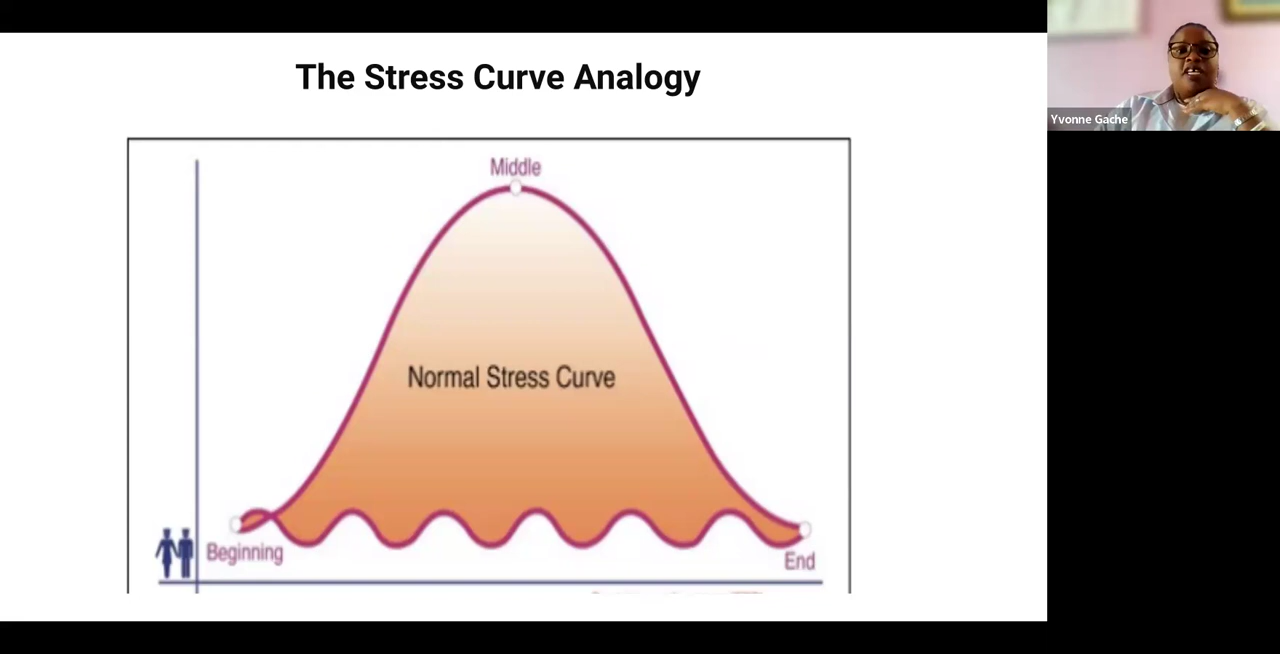 The Stress Curve Analogy
Yvonne Gache
Middle
Normal Stress Curve
Beginning
End